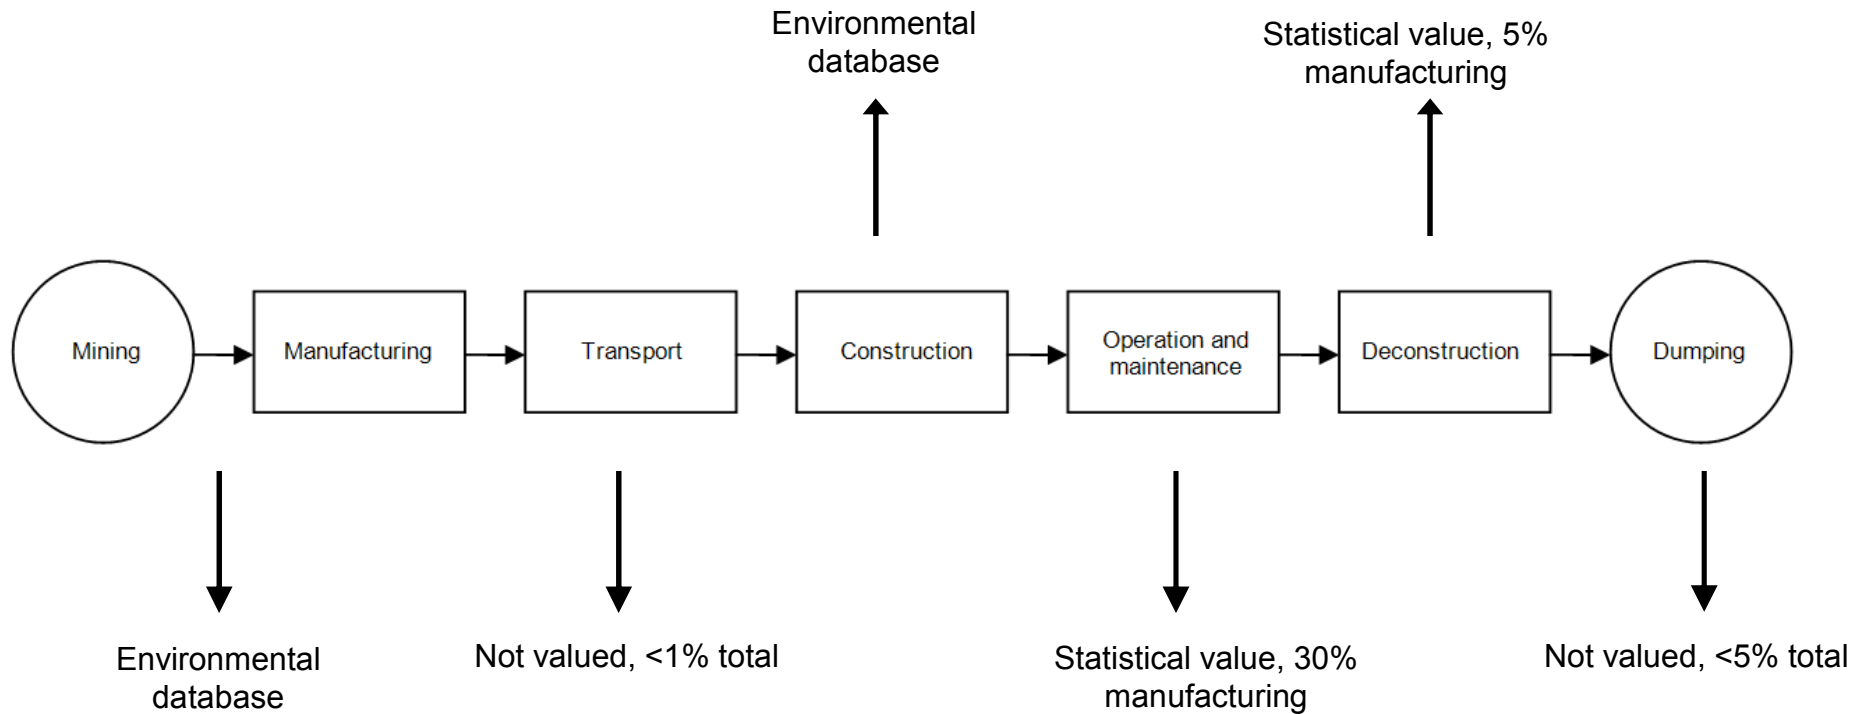 Environmental
database
Statistical value, 5%
manufacturing
Mining
Manufacturing
Transport
Construction
Operation and
maintenance
Deconstruction
Dumping
Environmental
database
Not valued, <1% total
Statistical value, 30%
manufacturing
Not valued, <5% total